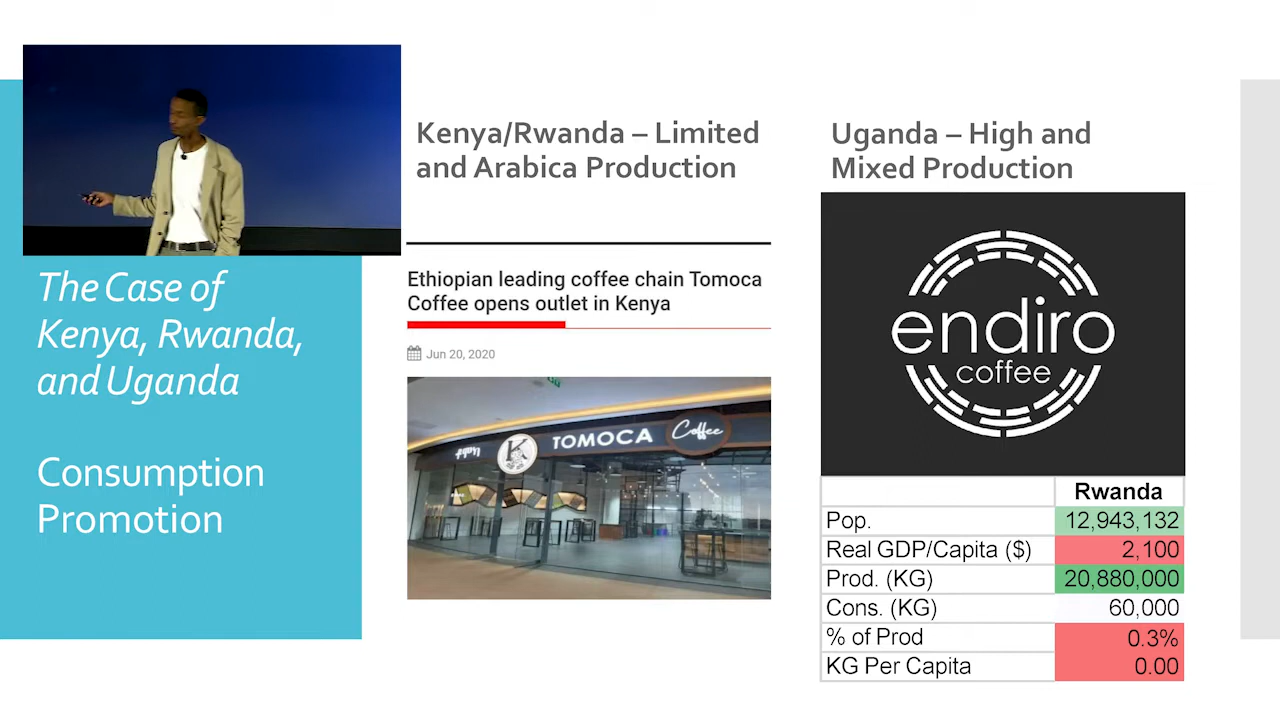 The Case of
Kenya, Rwanda,
and Uganda
Consumption
Promotion
Kenya/Rwanda – Limited
and Arabica Production
Ethiopian leading coffee chain Tomoca
Coffee opens outlet in Kenya
Jun 20, 2020
TOMOCA Coffee
K
Uganda – High and
Mixed Production
endiro
coffee
Rwanda
Pop. 12,943,132
Real GDP/Capita ($) 2,100
Prod. (KG) 20,880,000
Cons. (KG) 60,000
% of Prod 0.3%
KG Per Capita 0.00